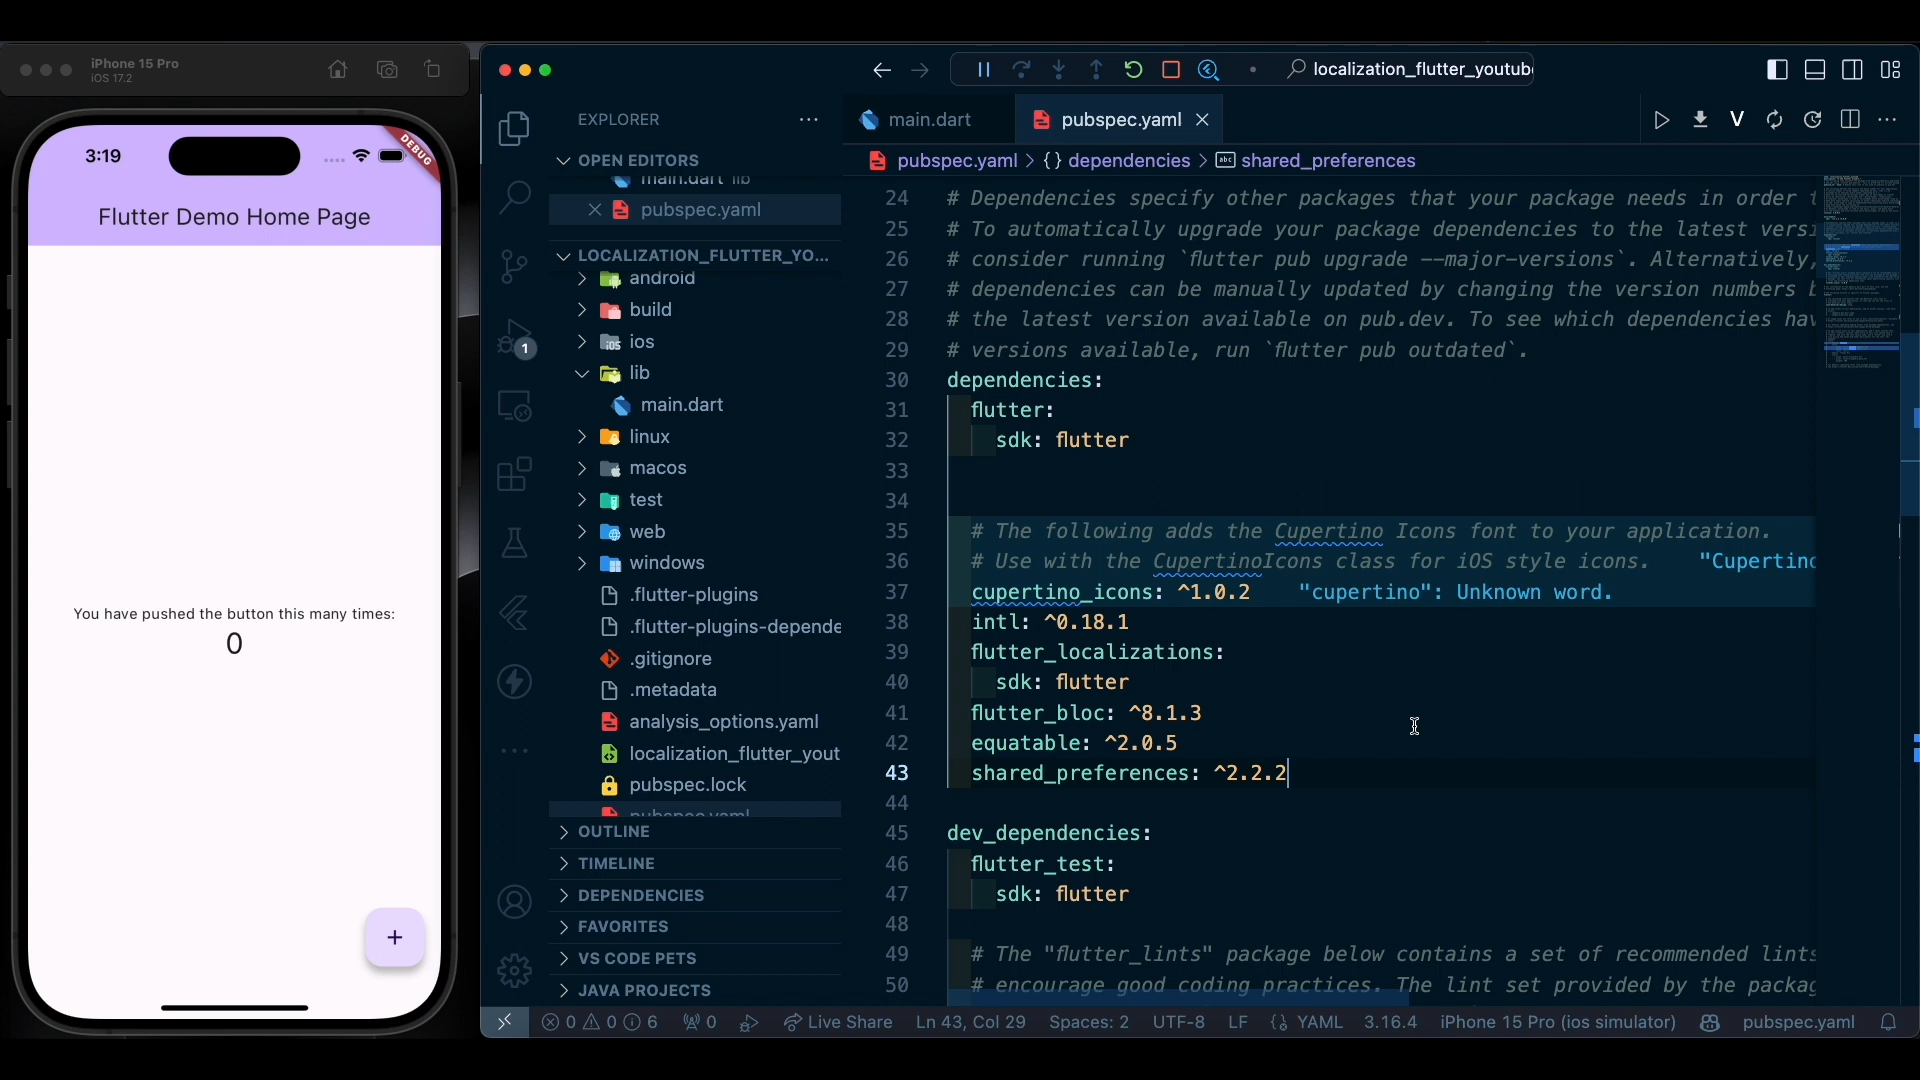 iPhone 15 Pro
iOS 17.2
3:19
DEBUG
Flutter Demo Home Page
You have pushed the button this many times:
0
+
localization_flutter_youtub
EXPLORER
OPEN EDITORS
main.dart lib
pubspec.yaml
LOCALIZATION_FLUTTER_YO...
android
build
ios
lib
main.dart
linux
macos
test
web
windows
.flutter-plugins
.flutter-plugins-depende
.gitignore
.metadata
analysis_options.yaml
localization_flutter_yout
pubspec.lock
pubspec.yaml
OUTLINE
TIMELINE
DEPENDENCIES
FAVORITES
VS CODE PETS
JAVA PROJECTS
1
main.dart
pubspec.yaml
pubspec.yaml > {} dependencies > abc shared_preferences
24 # Dependencies specify other packages that your package needs in order
25 # To automatically upgrade your package dependencies to the latest versi
26 # consider running `flutter pub upgrade --major-versions`. Alternatively,
27 # dependencies can be manually updated by changing the version numbers
28 # the latest version available on pub.dev. To see which dependencies hav
29 # versions available, run `flutter pub outdated`.
30 dependencies:
31 flutter:
32 sdk: flutter
33
34
35 # The following adds the Cupertino Icons font to your application.
36 # Use with the CupertinoIcons class for iOS style icons. "Cupertino
37 cupertino_icons: ^1.0.2 "cupertino": Unknown word.
38 intl: ^0.18.1
39 flutter_localizations:
40 sdk: flutter
41 flutter_bloc: ^8.1.3
42 equatable: ^2.0.5
43 shared_preferences: ^2.2.2
44
45 dev_dependencies:
46 flutter_test:
47 sdk: flutter
48
49 # The "flutter_lints" package below contains a set of recommended lints
50 # encourage good coding practices. The lint set provided by the packag
0 0 6 0 Live Share Ln 43, Col 29 Spaces: 2 UTF-8 LF {} YAML 3.16.4 iPhone 15 Pro (ios simulator) pubspec.yaml